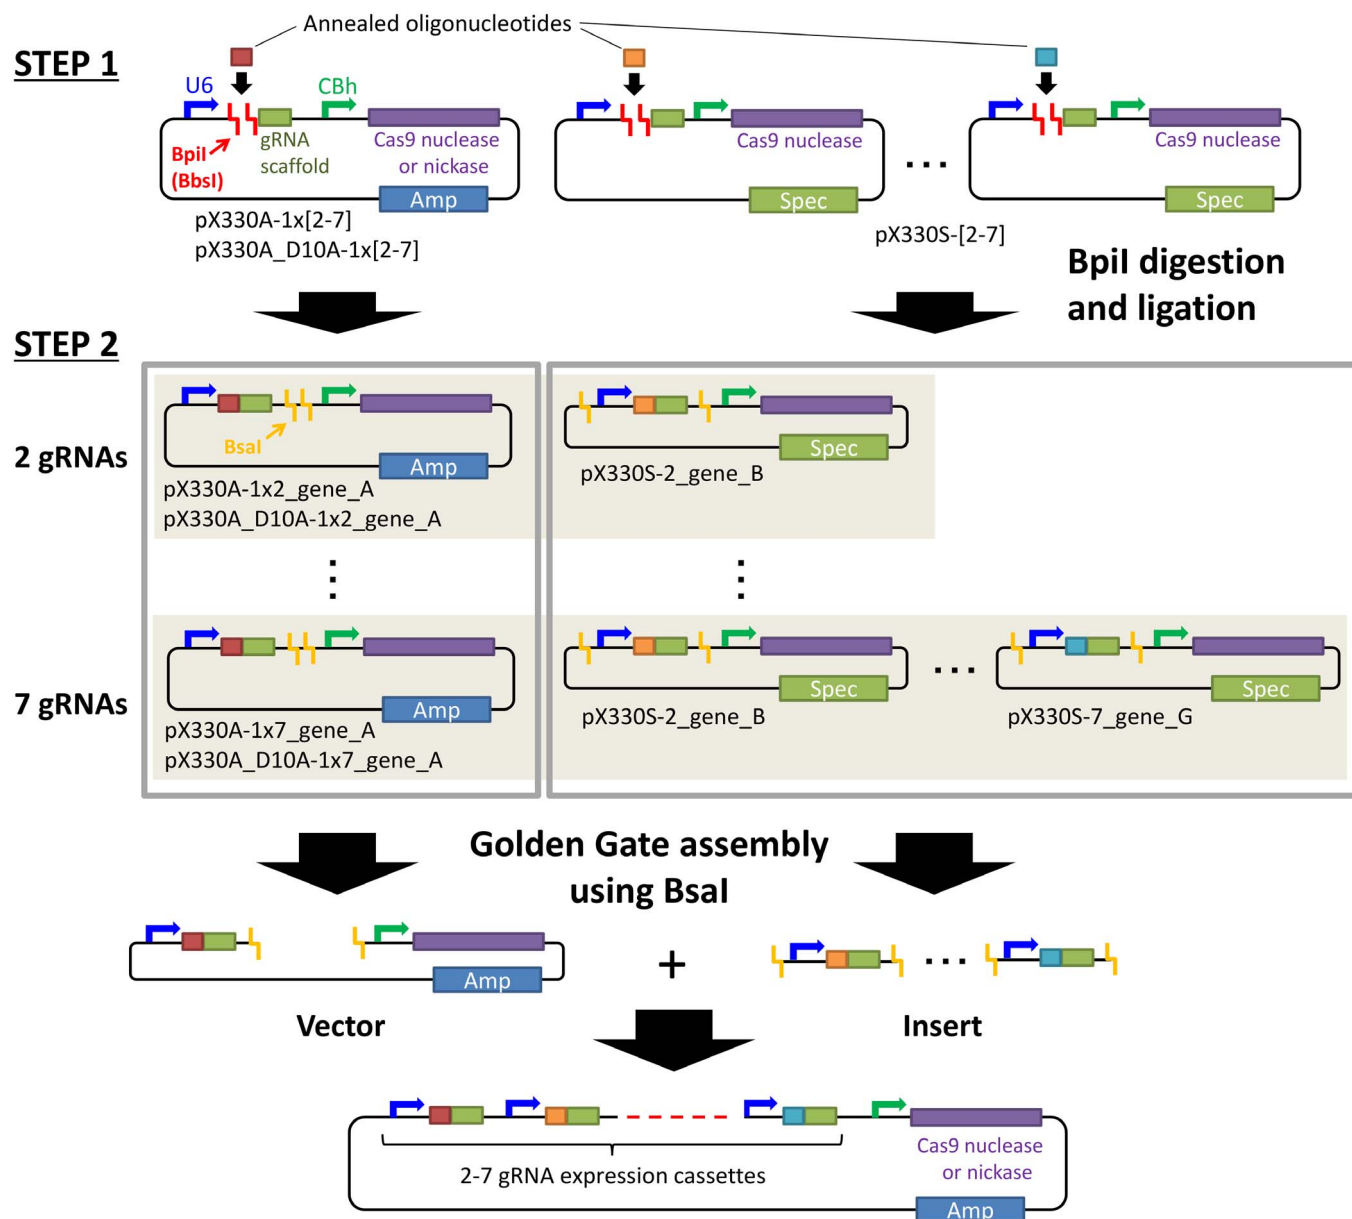 Annealed oligonucleotides
STEP 1
U6
CBh
BpiI
(BbsI)
gRNA
scaffold
Cas9 nuclease
or nickase
Amp
Cas9 nuclease
Spec
...
Cas9 nuclease
Spec
pX330A-1x[2-7]
pX330A_D10A-1x[2-7]
pX330S-[2-7]
BpiI digestion
and ligation
STEP 2
2 gRNAs
BsaI
Amp
pX330A-1x2_gene_A
pX330A_D10A-1x2_gene_A
Spec
pX330S-2_gene_B
7 gRNAs
Amp
pX330A-1x7_gene_A
pX330A_D10A-1x7_gene_A
Spec
pX330S-2_gene_B
...
Spec
pX330S-7_gene_G
Golden Gate assembly
using BsaI
Amp
Vector
+
...
Insert
2-7 gRNA expression cassettes
Cas9 nuclease
or nickase
Amp